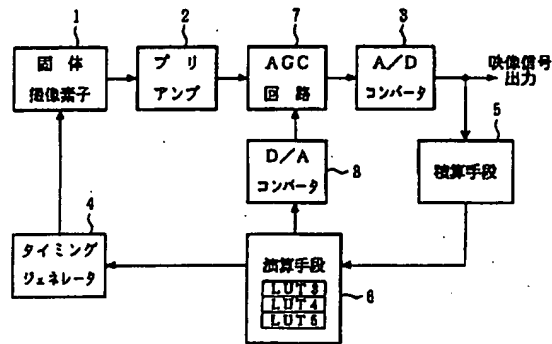 1
固体
撮像素子
2
プリ
アンプ
7
AGC
回路
3
A/D
コンバータ
映像信号
出力
5
積算手段
D/A
コンバータ
8
4
タイミング
ジェネレータ
演算手段
LUT3
LUT4
LUT5
6